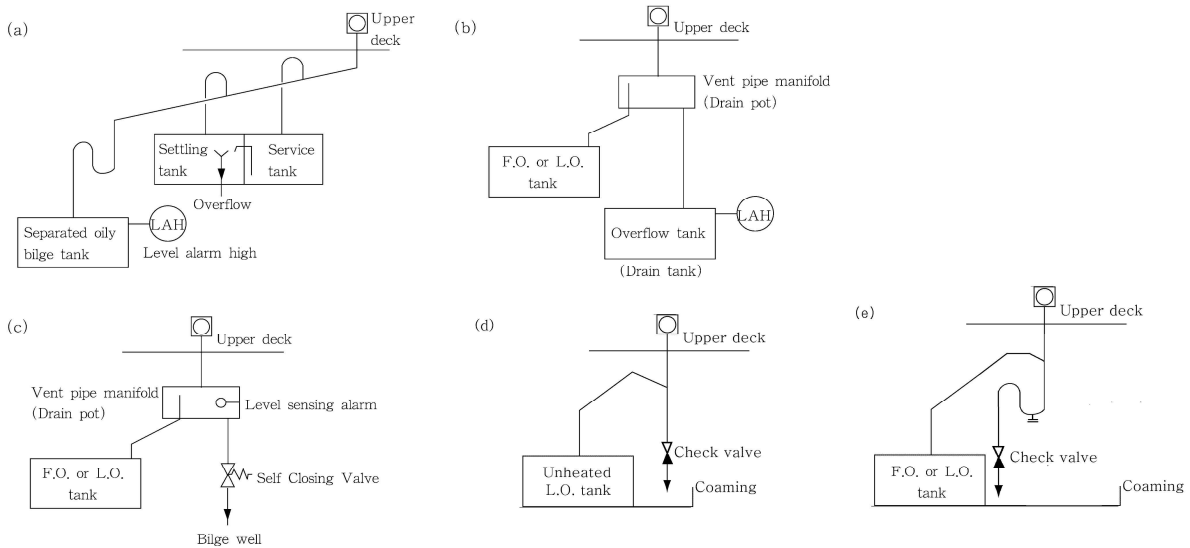 (a)
Upper
deck
Settling
tank
Service
tank
Overflow
Separated oily
bilge tank
LAH
Level alarm high
(b)
Upper deck
Vent pipe manifold
(Drain pot)
F.O. or L.O.
tank
Overflow tank
LAH
(Drain tank)
(c)
Upper deck
Vent pipe manifold
(Drain pot)
Level sensing alarm
F.O. or L.O.
tank
Self Closing Valve
Bilge well
(d)
Upper deck
Check valve
Unheated
L.O. tank
Coaming
(e)
Upper deck
Check valve
F.O. or L.O.
tank
Coaming